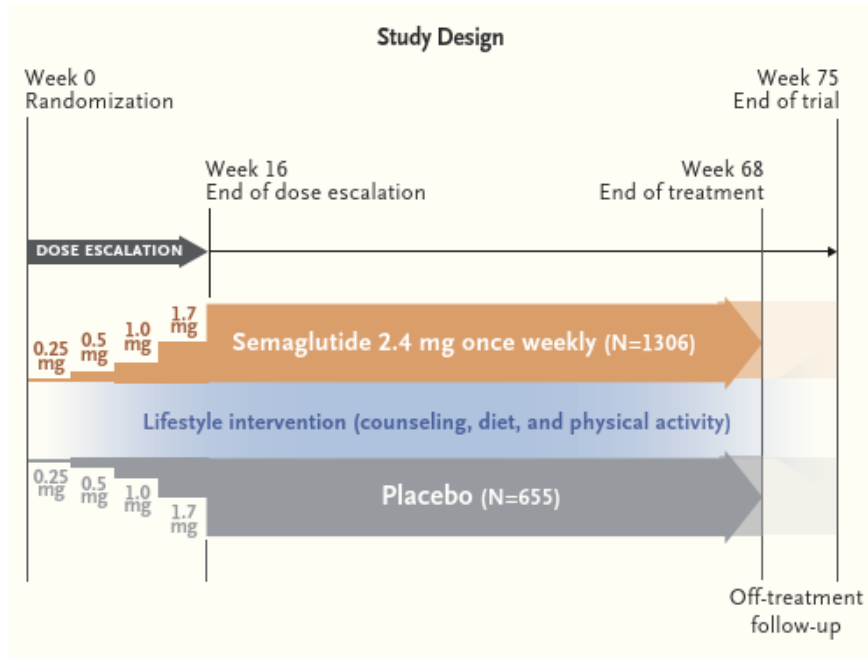 Study Design
Week 0
Randomization
Week 75
End of trial
Week 16
End of dose escalation
Week 68
End of treatment
DOSE ESCALATION
0.25
mg
0.5
mg
1.0
mg
1.7
mg
Semaglutide 2.4 mg once weekly (N=1306)
Lifestyle intervention (counseling, diet, and physical activity)
0.25
mg
0.5
mg
1.0
mg
1.7
mg
Placebo (N=655)
Off-treatment
follow-up